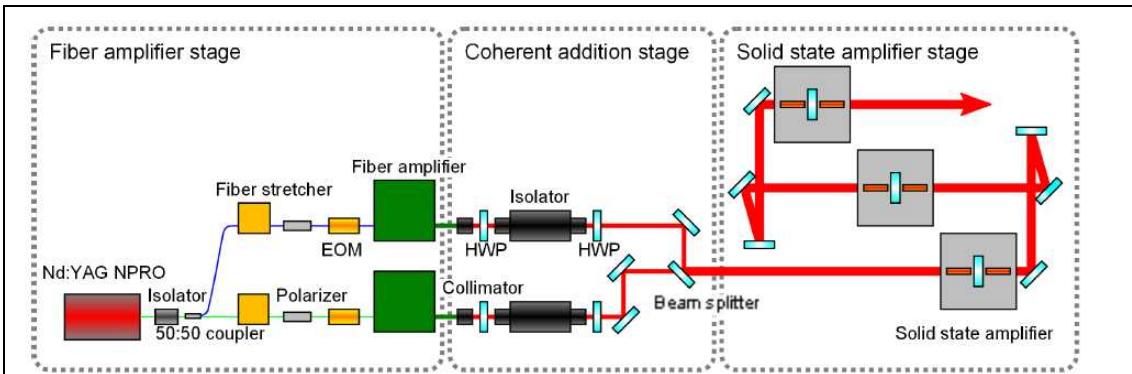 Fiber amplifier stage
Coherent addition stage
Solid state amplifier stage
Fiber amplifier
Fiber stretcher
Isolator
EOM
HWP
HWP
Nd:YAG NPRO
Isolator
Polarizer
Collimator
Beam splitter
50:50 coupler
Solid state amplifier